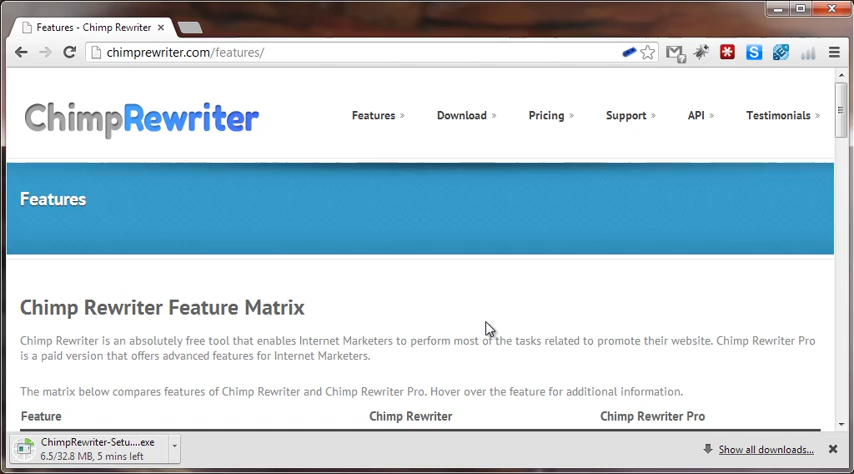 Features - Chimp Rewriter
chimprewriter.com/features/
ChimpRewriter
Features » Download » Pricing » Support » API » Testimonials »
Features
Chimp Rewriter Feature Matrix
Chimp Rewriter is an absolutely free tool that enables Internet Marketers to perform most of the tasks related to promote their website. Chimp Rewriter Pro
is a paid version that offers advanced features for Internet Marketers.
The matrix below compares features of Chimp Rewriter and Chimp Rewriter Pro. Hover over the feature for additional information.
Feature Chimp Rewriter Chimp Rewriter Pro
ChimpRewriter-Setu....exe
6.5/32.8 MB, 5 mins left
Show all downloads...